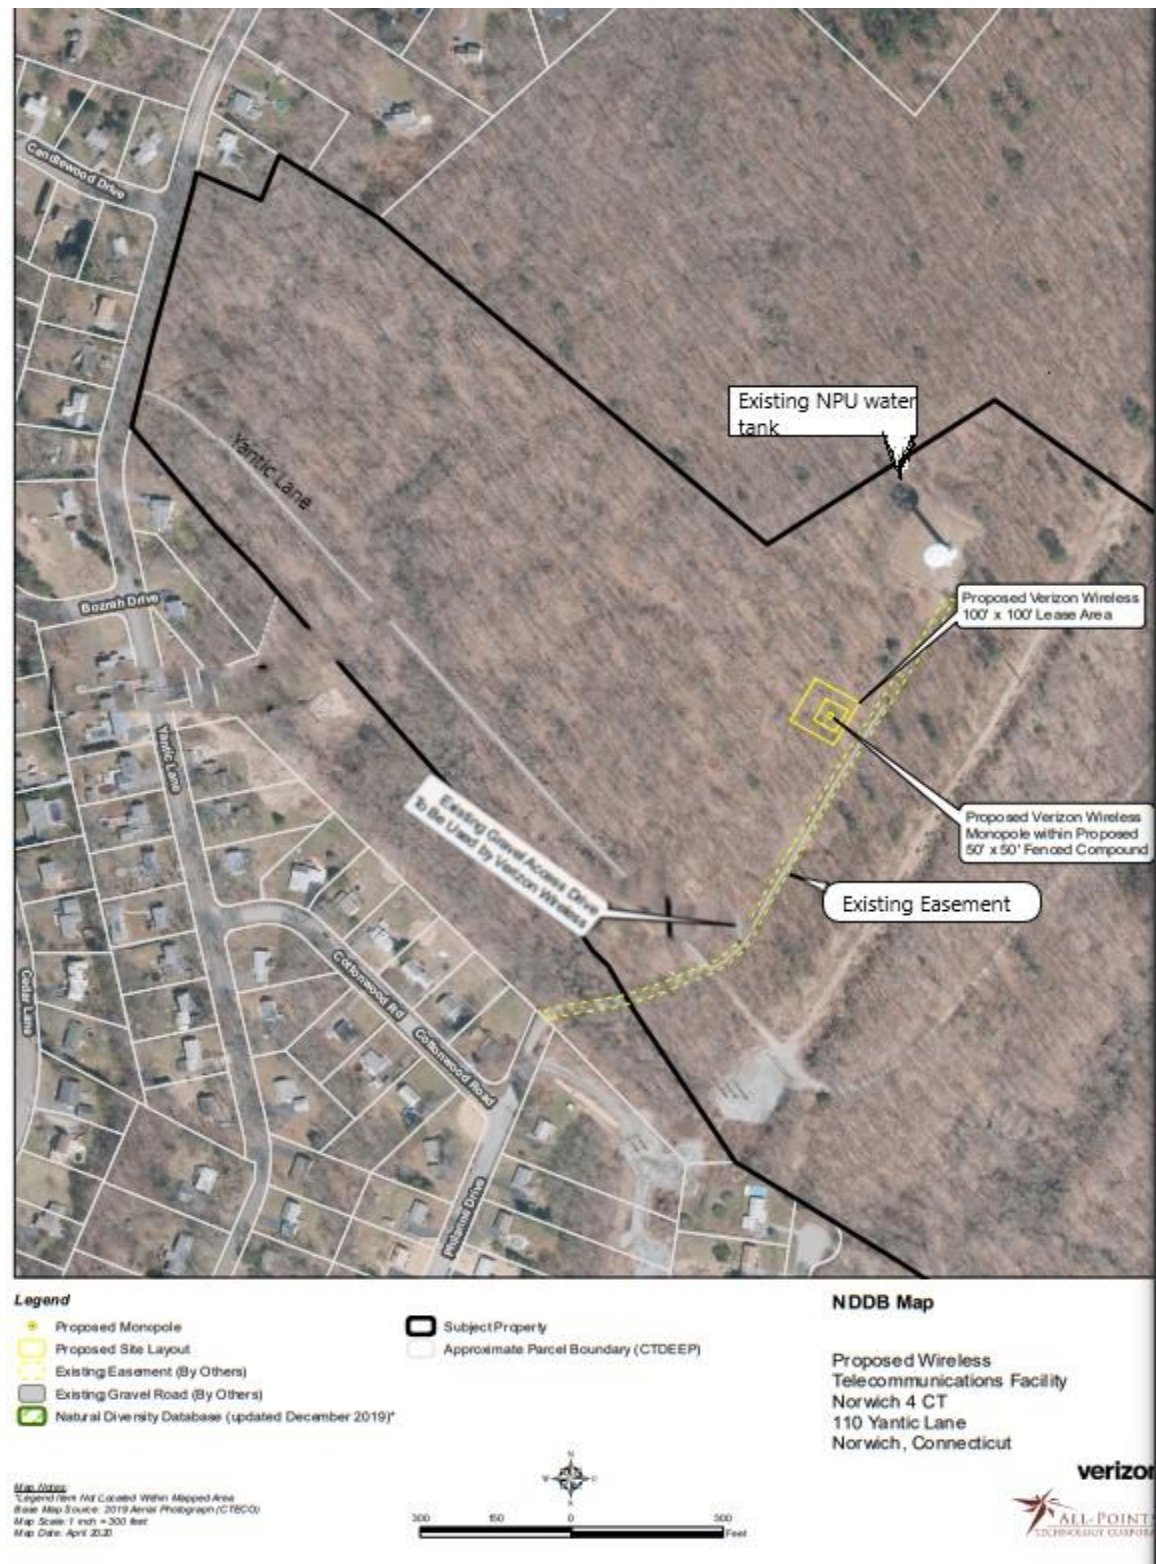 Candlewood Drive
Existing NPU water
tank
Yantic Lane
Proposed Verizon Wireless
100' x 100' Lease Area
Bozrah Drive
Yantic Lane
Existing Gravel Access Drive
To Be Used by Verizon Wireless
Proposed Verizon Wireless
Monopole within Proposed
50' x 50' Fenced Compound
Existing Easement
Cottonwood Rd
Cottonwood Road
Lane
Drive
Legend
Proposed Monopole
Proposed Site Layout
Existing Easement (By Others)
Existing Gravel Road (By Others)
Natural Diversity Database (updated December 2019)*
Subject Property
Approximate Parcel Boundary (CTDEEP)
NDDB Map
Proposed Wireless
Telecommunications Facility
Norwich 4 CT
110 Yantic Lane
Norwich, Connecticut
Map Notes:
*Legend Item Not Located Within Mapped Area
Base Map Source: 2019 Aerial Photograph (CTECO)
Map Scale: 1 inch = 300 feet
Map Date: April 2020
N
W
S
300 150 0 300
Feet
verizo
ALL-POINT
TECHNOLOGY CORPORA